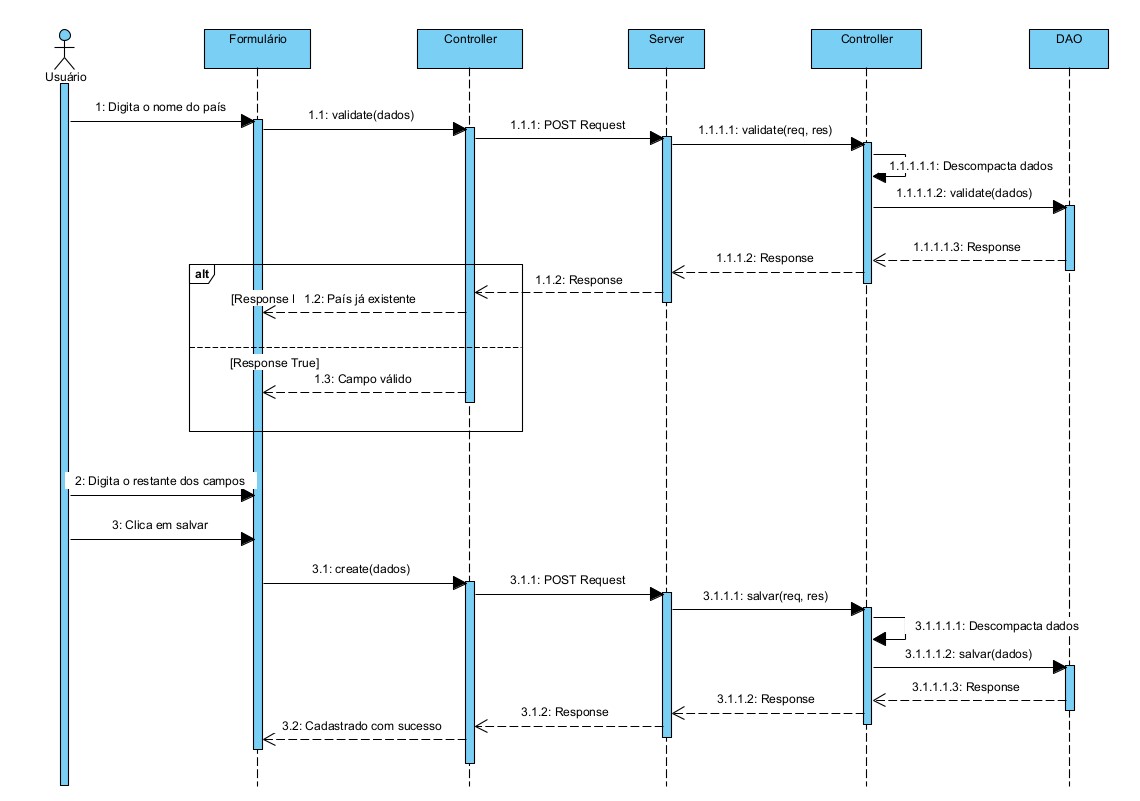 Usuário
Formulário
Controller
Server
Controller
DAO
1: Digita o nome do país
1.1: validate(dados)
1.1.1: POST Request
1.1.1.1: validate(req, res)
1.1.1.1.1: Descompacta dados
1.1.1.1.2: validate(dados)
1.1.1.1.3: Response
1.1.1.2: Response
1.1.2: Response
alt
[Response
1.2: País já existente
[Response True]
1.3: Campo válido
2: Digita o restante dos campos
3: Clica em salvar
3.1: create(dados)
3.1.1: POST Request
3.1.1.1: salvar(req, res)
3.1.1.1.1: Descompacta dados
3.1.1.1.2: salvar(dados)
3.1.1.1.3: Response
3.1.1.2: Response
3.1.2: Response
3.2: Cadastrado com sucesso